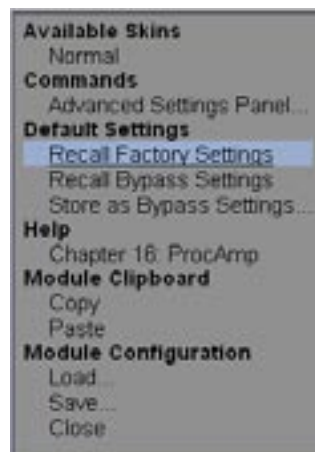 Available Skins
Normal
Commands
Advanced Settings Panel...
Default Settings
Recall Factory Settings
Recall Bypass Settings
Store as Bypass Settings...
Help
Chapter 16: ProcAmp
Module Clipboard
Copy
Paste
Module Configuration
Load...
Save...
Close